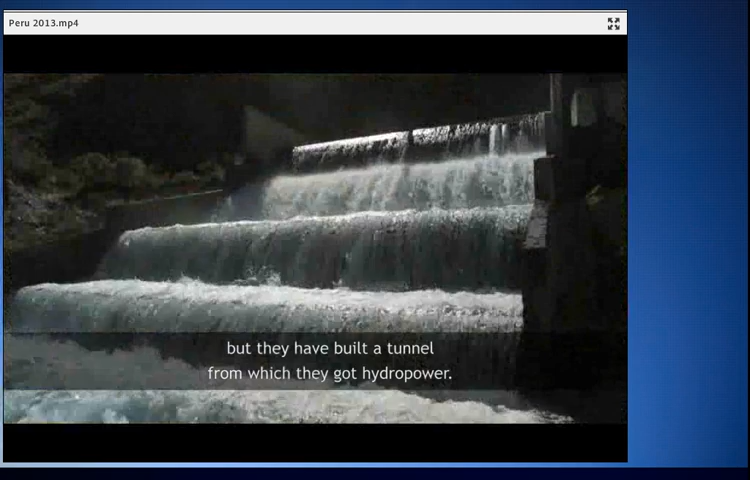 Peru 2013.mp4
but they have built a tunnel
from which they got hydropower.